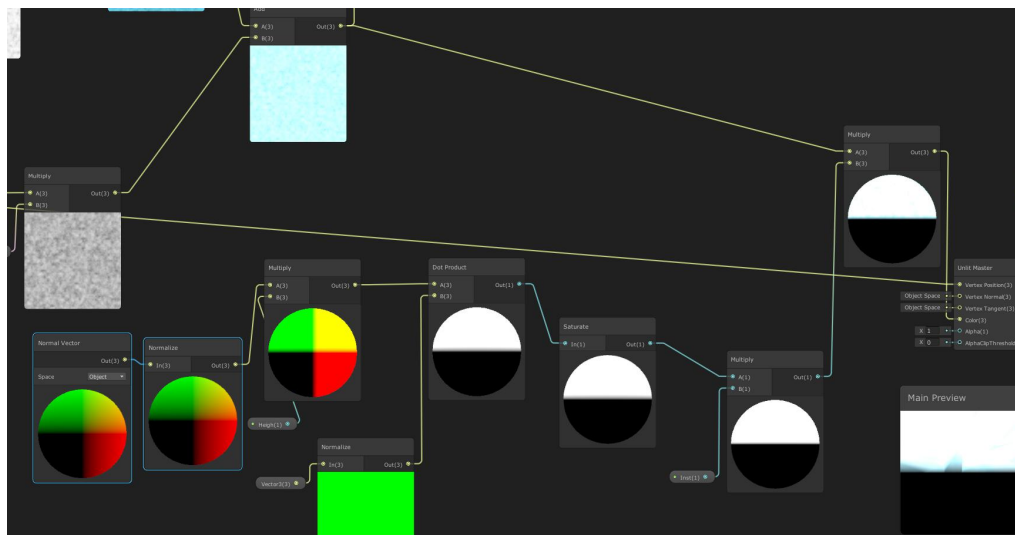 Add
A(3) Out(3)
B(3)
Multiply
A(3) Out(3)
B(3)
Multiply
A(3) Out(3)
B(3)
Multiply
A(3) Out(3)
B(3)
Dot Product
A(3) Out(1)
B(3)
Unlit Master
Vertex Position(3)
Object Space Vertex Normal(3)
Object Space Vertex Tangent(3)
Color(3)
X 1 Alpha(1)
X 0 AlphaClipThreshold
Normal Vector
Out(3)
Space Object
Normalize
In(3) Out(3)
Saturate
In(1) Out(1)
Multiply
A(1) Out(1)
B(1)
Main Preview
Heigh(1)
Normalize
In(3) Out(3)
Vector3(3)